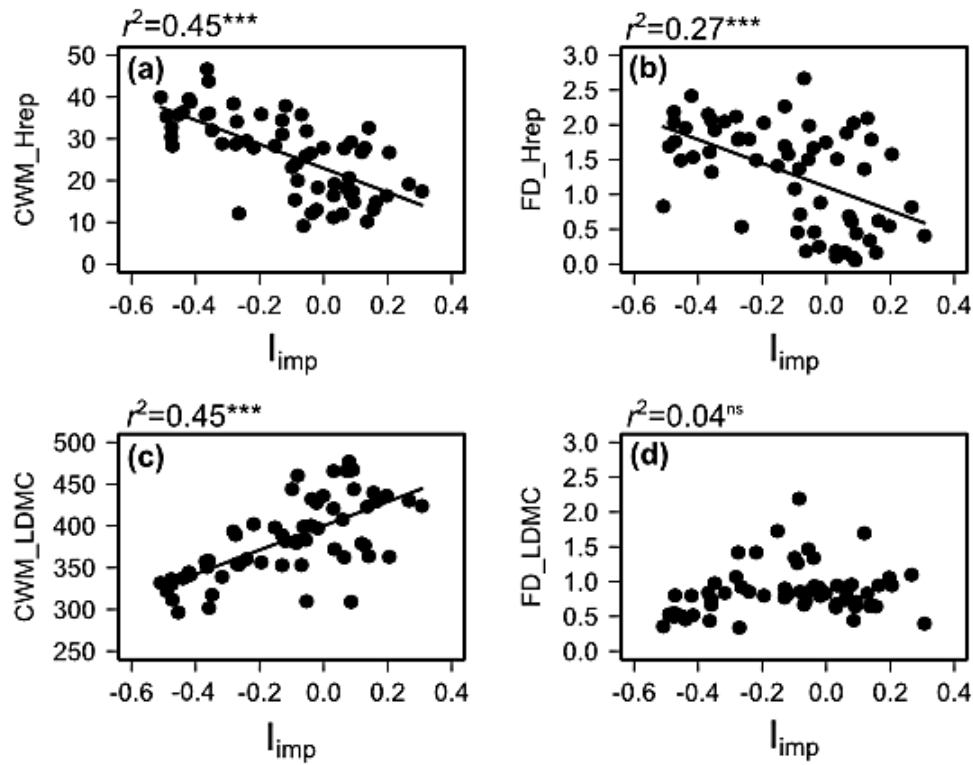 r²=0.45***
(a)
CWM_Hrep
50
40
30
20
10
0
-0.6 -0.4 -0.2 0.0 0.2 0.4
Iimp
r²=0.27***
(b)
FD_Hrep
3.0
2.5
2.0
1.5
1.0
0.5
0.0
-0.6 -0.4 -0.2 0.0 0.2 0.4
Iimp
r²=0.45***
(c)
CWM_LDMC
500
450
400
350
300
250
-0.6 -0.4 -0.2 0.0 0.2 0.4
Iimp
r²=0.04ns
(d)
FD_LDMC
3.0
2.5
2.0
1.5
1.0
0.5
0.0
-0.6 -0.4 -0.2 0.0 0.2 0.4
Iimp